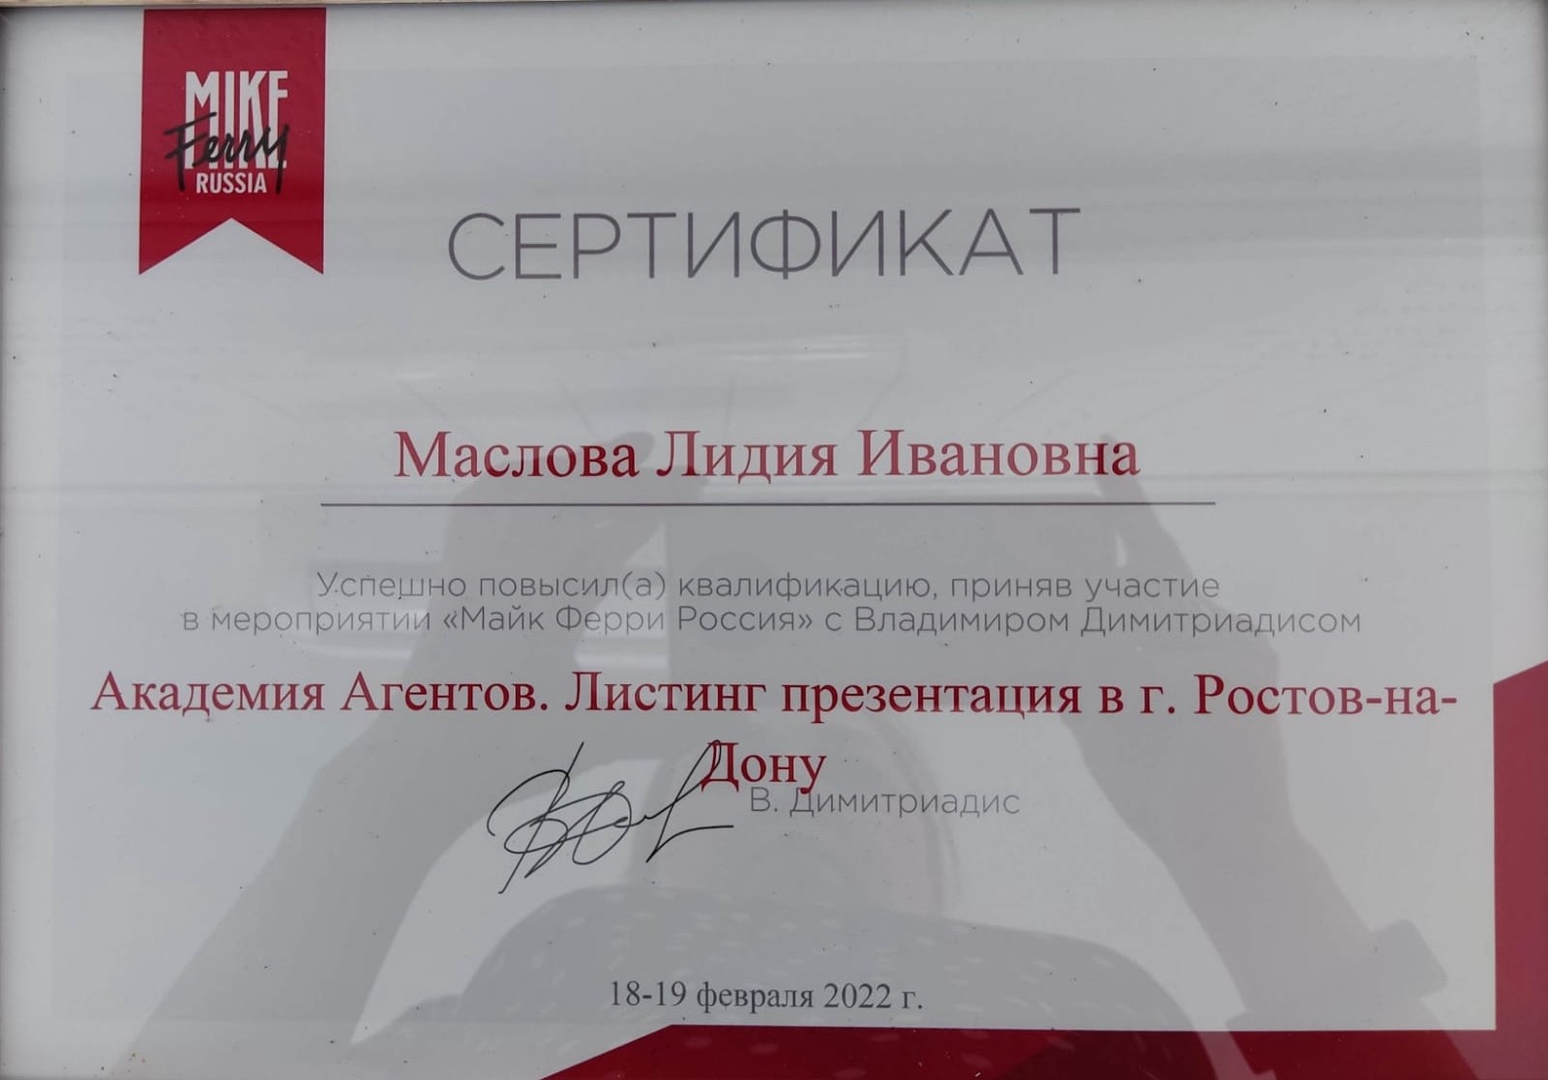 MIKE
Ferry
RUSSIA
СЕРТИФИКАТ
Маслова Лидия Ивановна
Успешно повысил(а) квалификацию, приняв участие
в мероприятии «Майк Ферри Россия» с Владимиром Димитриадисом
Академия Агентов. Листинг презентация в г. Ростов-на-
Дону
В. Димитриадис
18-19 февраля 2022 г.